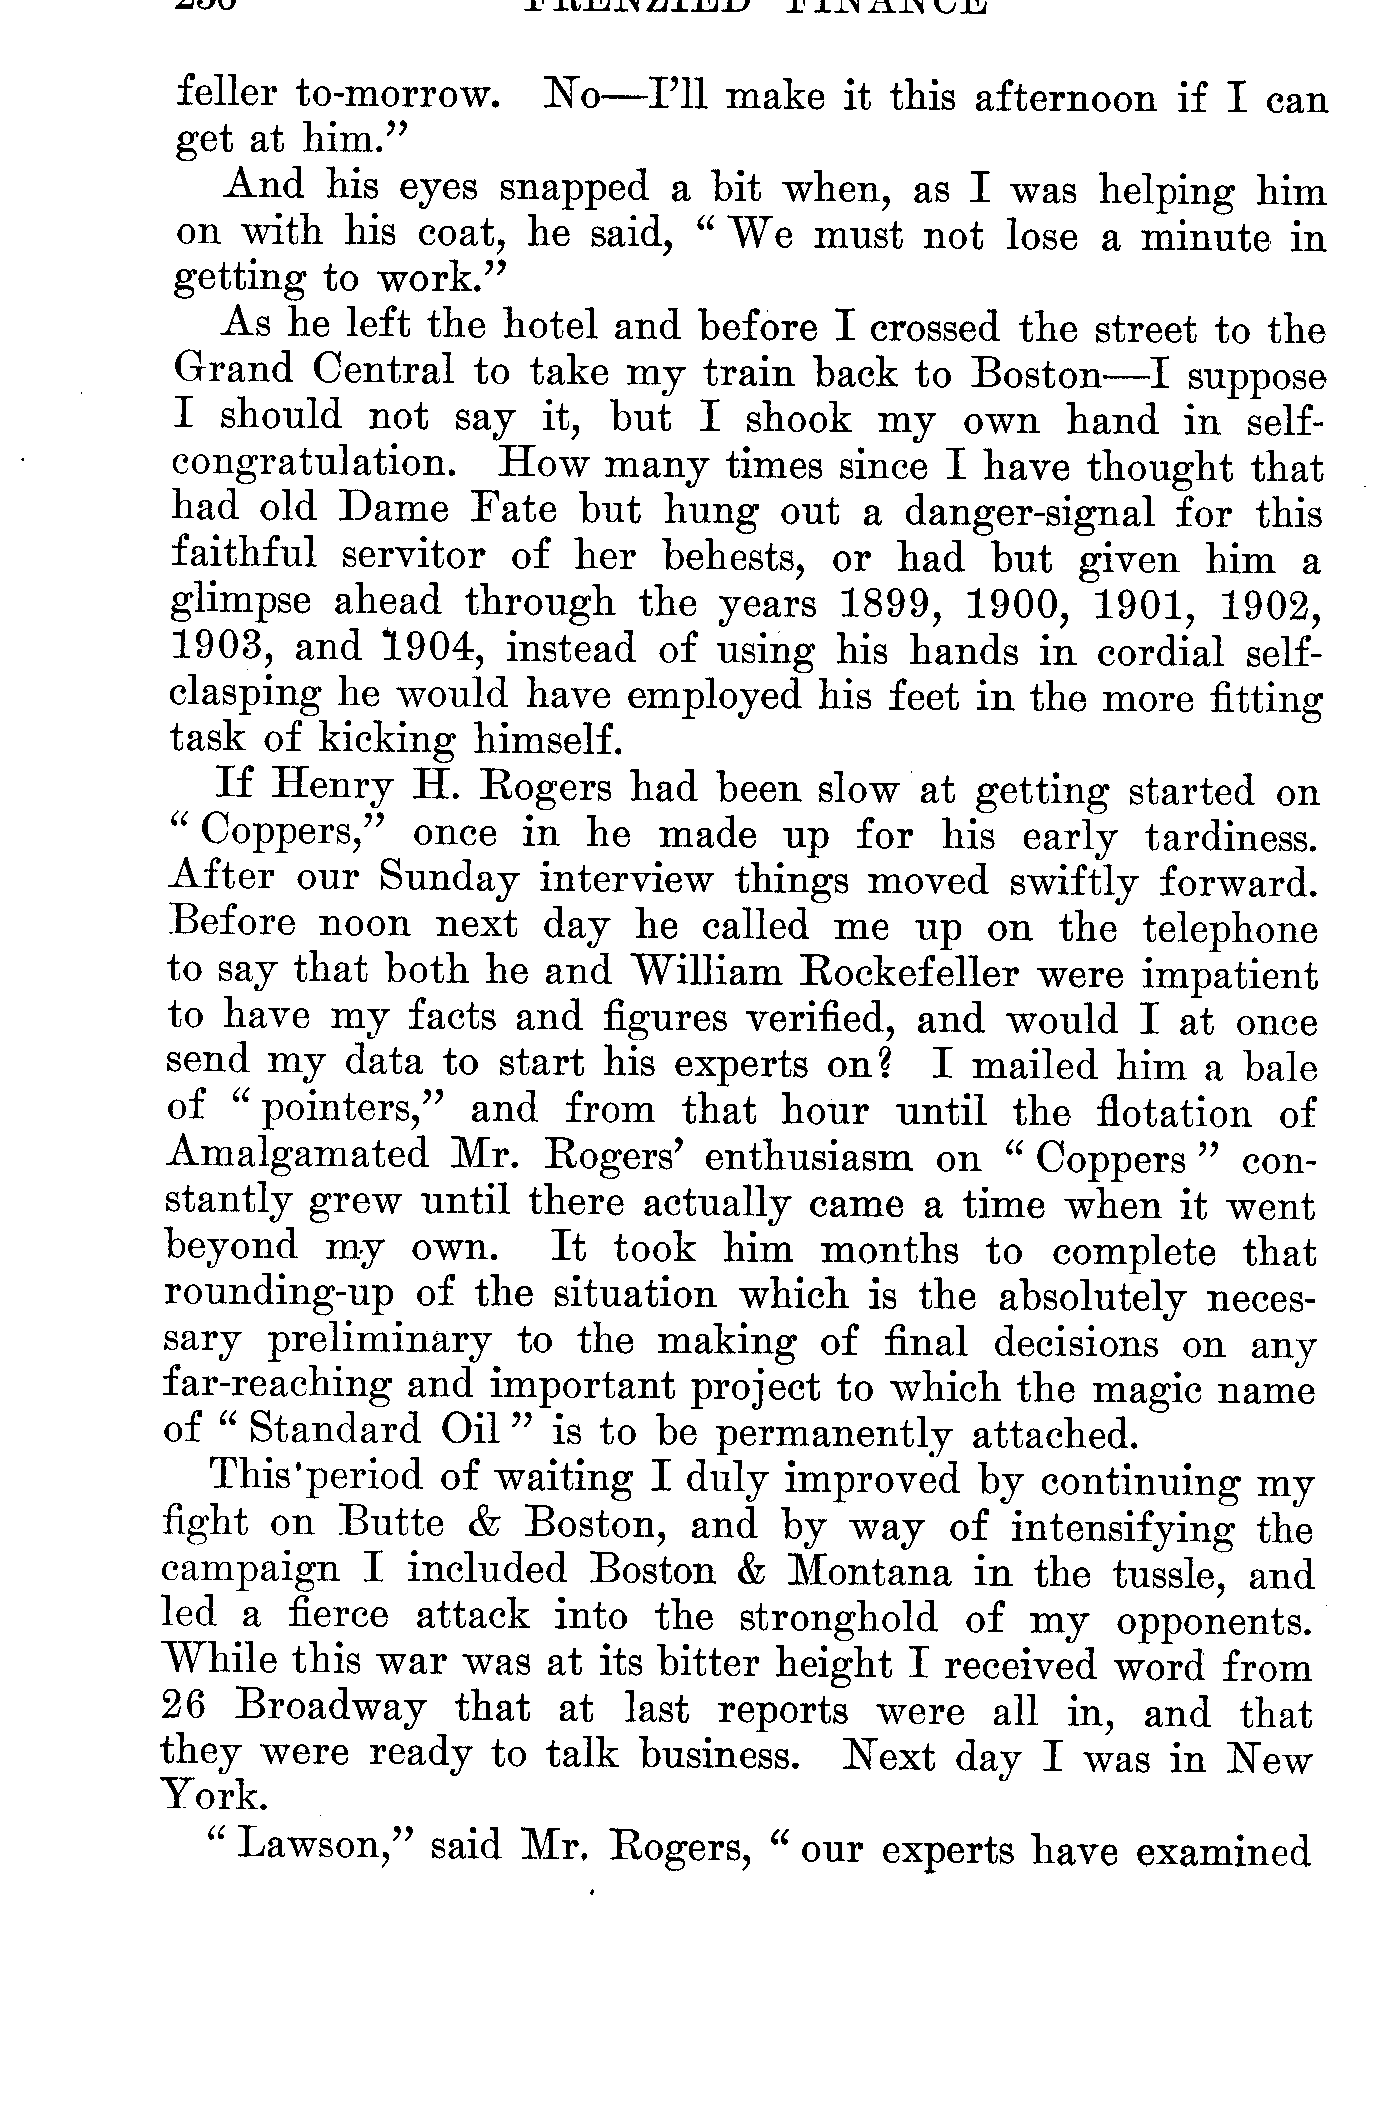 FRENZIED FINANCE
feller to-morrow. No—I'll make it this afternoon if I can
get at him."
And his eyes snapped a bit when, as I was helping him
on with his coat, he said, " We must not lose a minute in
getting to work."
As he left the hotel and before I crossed the street to the
Grand Central to take my train back to Boston—I suppose
I should not say it, but I shook my own hand in self-
congratulation. How many times since I have thought that
had old Dame Fate but hung out a danger-signal for this
faithful servitor of her behests, or had but given him a
glimpse ahead through the years 1899, 1900, 1901, 1902,
1903, and 1904, instead of using his hands in cordial self-
clasping he would have employed his feet in the more fitting
task of kicking himself.
If Henry H. Rogers had been slow at getting started on
" Coppers," once in he made up for his early tardiness.
After our Sunday interview things moved swiftly forward.
Before noon next day he called me up on the telephone
to say that both he and William Rockefeller were impatient
to have my facts and figures verified, and would I at once
send my data to start his experts on? I mailed him a bale
of " pointers," and from that hour until the flotation of
Amalgamated Mr. Rogers' enthusiasm on " Coppers " con-
stantly grew until there actually came a time when it went
beyond my own. It took him months to complete that
rounding-up of the situation which is the absolutely neces-
sary preliminary to the making of final decisions on any
far-reaching and important project to which the magic name
of " Standard Oil " is to be permanently attached.
This period of waiting I duly improved by continuing my
fight on Butte & Boston, and by way of intensifying the
campaign I included Boston & Montana in the tussle, and
led a fierce attack into the stronghold of my opponents.
While this war was at its bitter height I received word from
26 Broadway that at last reports were all in, and that
they were ready to talk business. Next day I was in New
York.
" Lawson," said Mr. Rogers, " our experts have examined